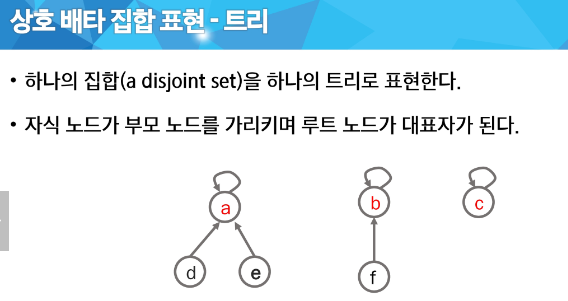 상호 배타 집합 표현 - 트리
• 하나의 집합(a disjoint set)을 하나의 트리로 표현한다.
• 자식 노드가 부모 노드를 가리키며 루트 노드가 대표자가 된다.
a b c
d e f